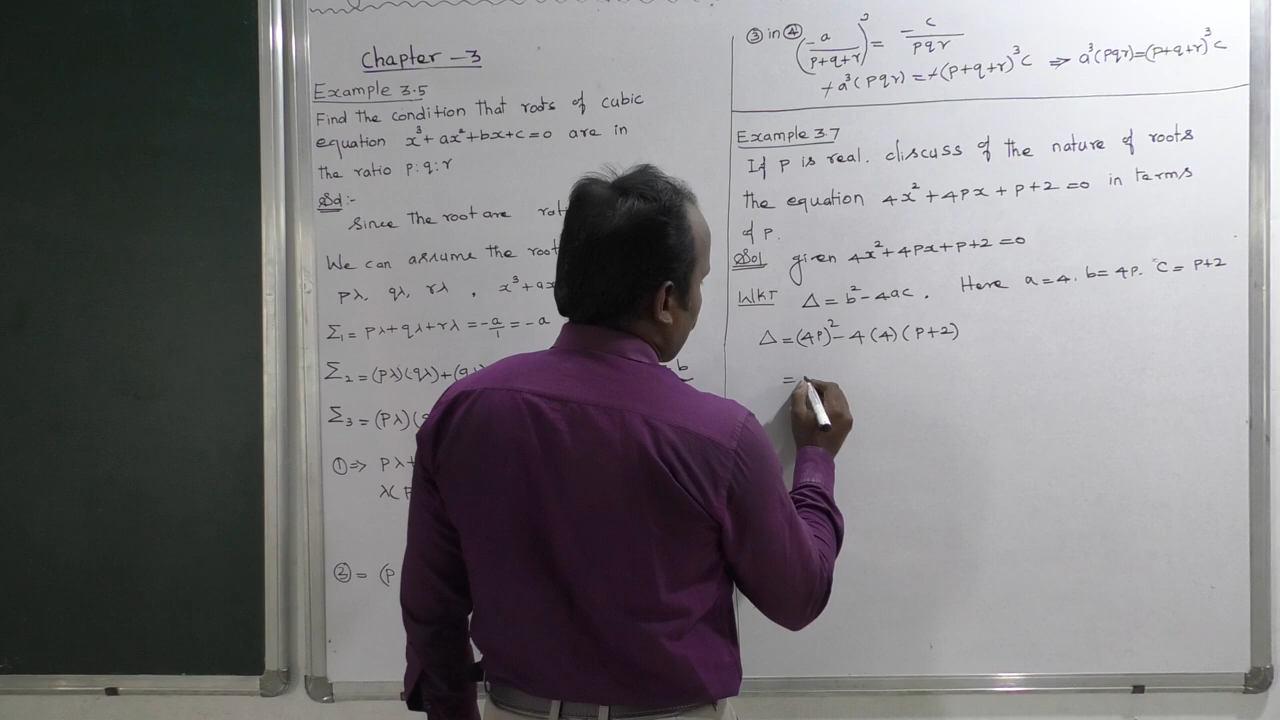 Chapter - 3
Example 3.5
Find the condition that roots of cubic
equation x³ + ax² + bx + c = 0 are in
the ratio p:q:r
Sol :-
Since the root are
We can assume the root
pλ, qλ, rλ , x³ + ax
Σ₁ = pλ + qλ + rλ = -a/1 = -a
Σ₂ = (pλ)(qλ) + (q
Σ₃ = (pλ)(
① ⇒ pλ +
λ(p
② = (p
③ in ④ (-a/(p+q+r))³ = -c/pqr
-a³(pqr) = -(p+q+r)³c ⇒ a³(pqr) = (p+q+r)³c
Example 3.7
If p is real. discuss of the nature of roots
the equation 4x² + 4px + p + 2 = 0 in terms
of p.
Sol given 4x² + 4px + p + 2 = 0
WKT Δ = b² - 4ac . Here a = 4. b = 4p. c = p+2
Δ = (4p)² - 4(4)(p+2)
=